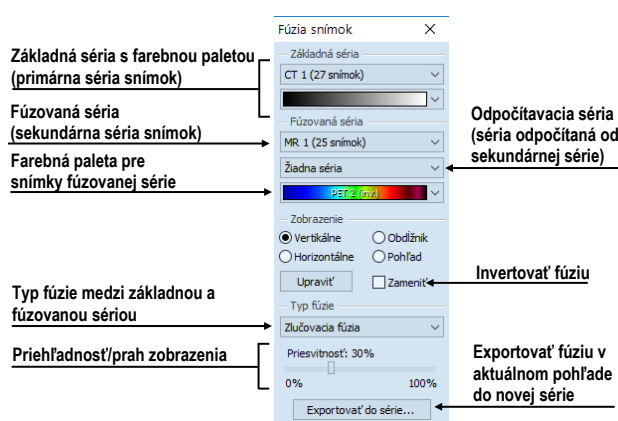 Fúzia snímok
Základná séria
CT 1 (27 snímok)
Fúzovaná séria
MR 1 (25 snímok)
Žiadna séria
PET 2 (inv.)
Zobrazenie
Vertikálne
Obdĺžnik
Horizontálne
Pohľad
Upraviť
Zameniť
Typ fúzie
Zlučovacia fúzia
Priesvitnosť: 30%
0%
100%
Exportovať do série...
Základná séria s farebnou paletou
(primárna séria snímok)
Fúzovaná séria
(sekundárna séria snímok)
Farebná paleta pre
snímky fúzovanej série
Typ fúzie medzi základnou a
fúzovanou sériou
Priehľadnosť/prah zobrazenia
Odpočítavacia séria
(séria odpočítaná od
sekundárnej série)
Invertovať fúziu
Exportovať fúziu v
aktuálnom pohľade
do novej série